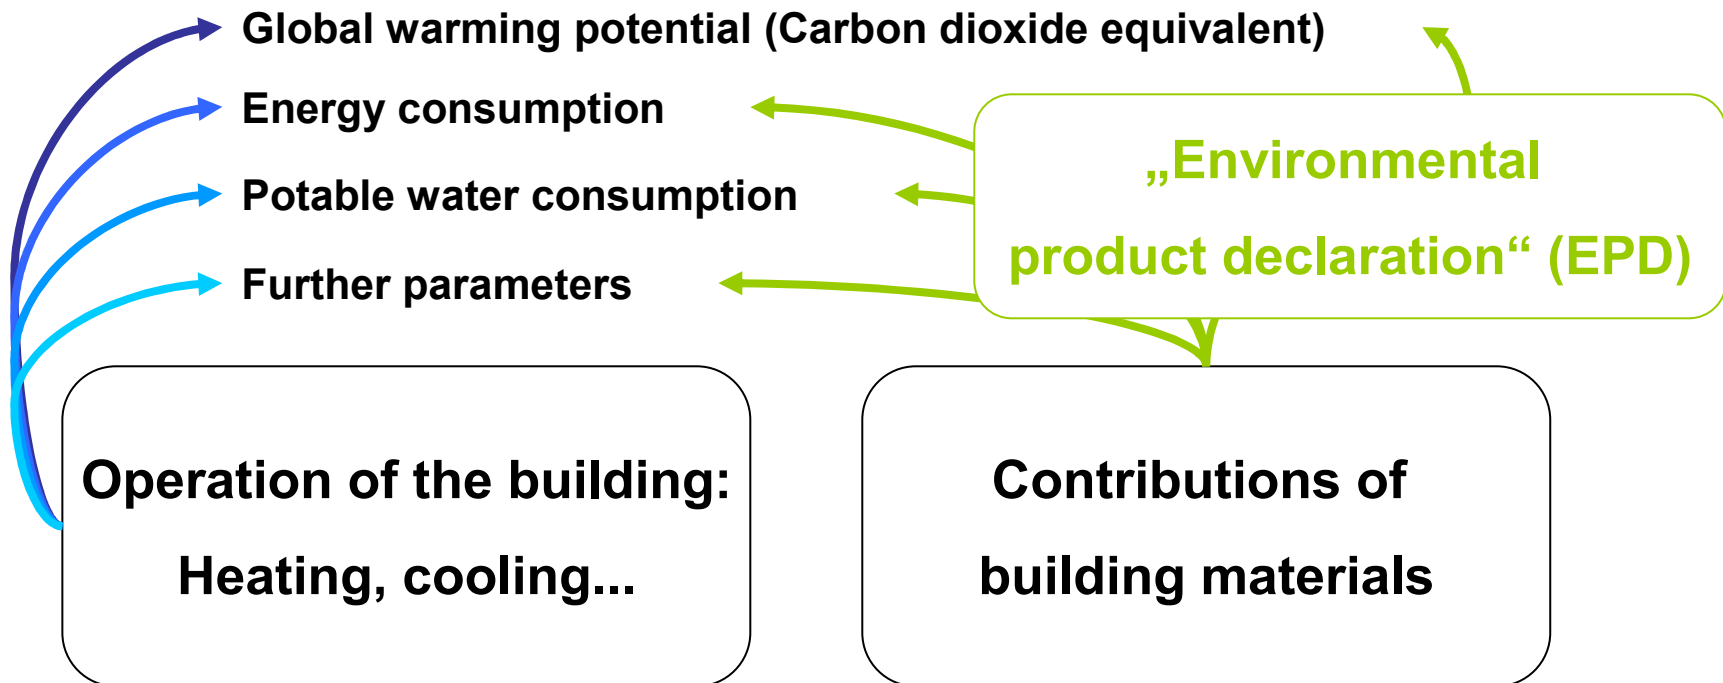 Global warming potential (Carbon dioxide equivalent)
Energy consumption
Potable water consumption
Further parameters
„Environmental
product declaration“ (EPD)
Operation of the building:
Heating, cooling...
Contributions of
building materials